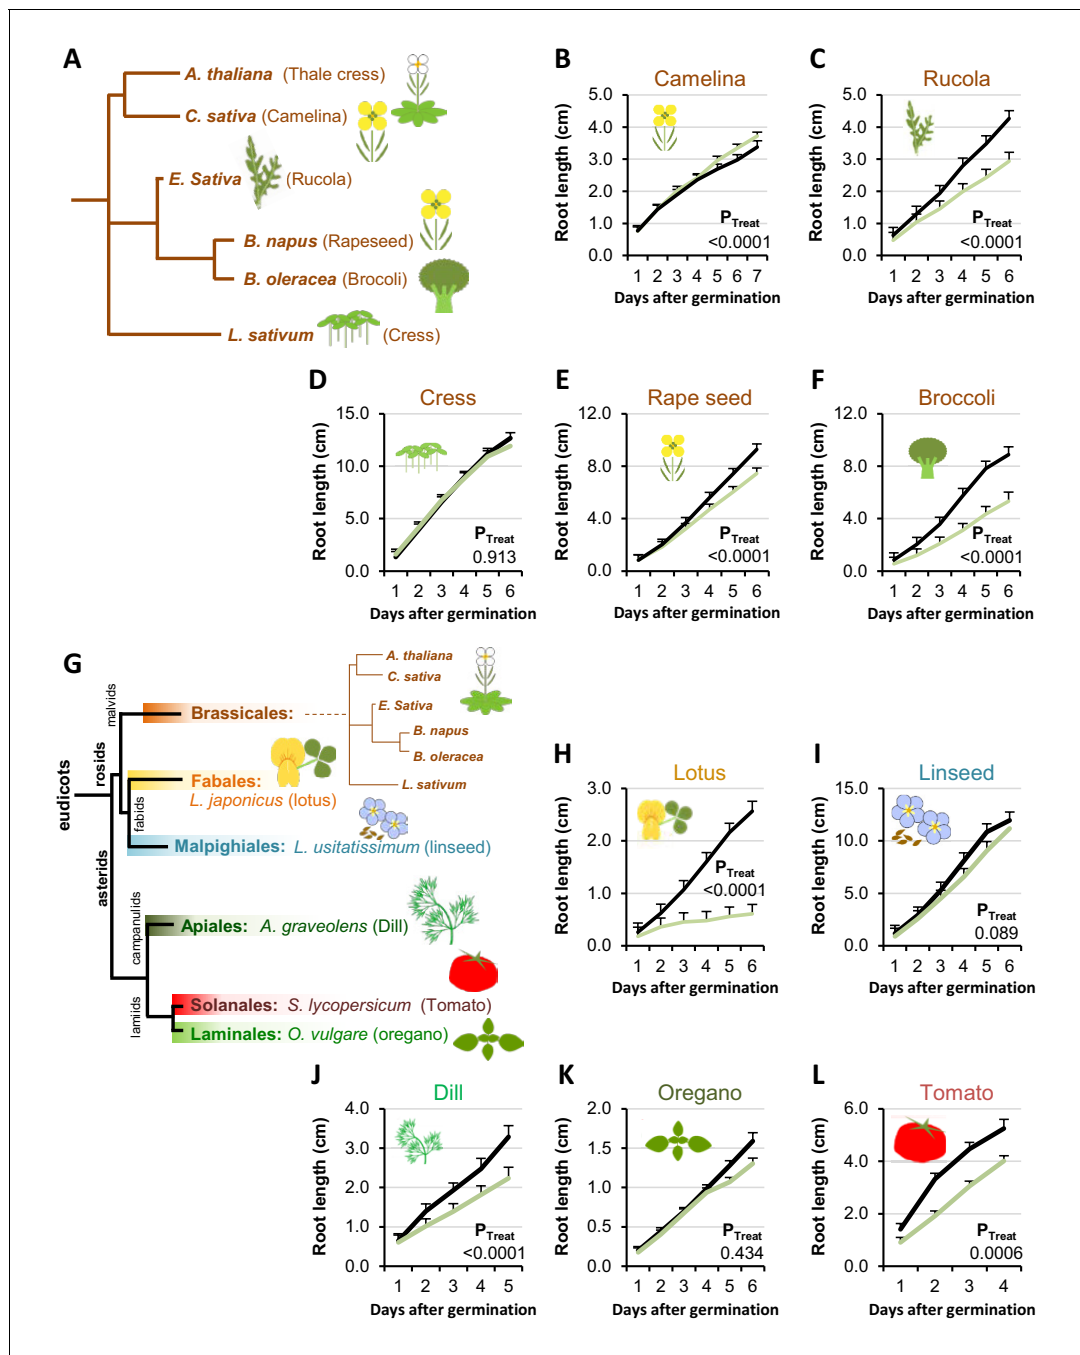 A
A. thaliana (Thale cress)
C. sativa (Camelina)
E. Sativa (Rucola)
B. napus (Rapeseed)
B. oleracea (Brocoli)
L. sativum (Cress)
B
Camelina
Root length (cm)
5.0
4.0
3.0
2.0
1.0
0.0
PTreat
<0.0001
1 2 3 4 5 6 7
Days after germination
C
Rucola
Root length (cm)
5.0
4.0
3.0
2.0
1.0
0.0
PTreat
<0.0001
1 2 3 4 5 6
Days after germination
D
Cress
Root length (cm)
15.0
10.0
5.0
0.0
PTreat
0.913
1 2 3 4 5 6
Days after germination
E
Rape seed
Root length (cm)
12.0
8.0
4.0
0.0
PTreat
<0.0001
1 2 3 4 5 6
Days after germination
F
Broccoli
Root length (cm)
12.0
8.0
4.0
0.0
PTreat
<0.0001
1 2 3 4 5 6
Days after germination
G
eudicots
rosids
asterids
malvids
fabids
campanulids
lamiids
Brassicales:
A. thaliana
C. sativa
E. Sativa
B. napus
B. oleracea
L. sativum
Fabales:
L. japonicus (lotus)
Malpighiales: L. usitatissimum (linseed)
Apiales: A. graveolens (Dill)
Solanales: S. lycopersicum (Tomato)
Laminales: O. vulgare (oregano)
H
Lotus
Root length (cm)
3.0
2.0
1.0
0.0
PTreat
<0.0001
1 2 3 4 5 6
Days after germination
I
Linseed
Root length (cm)
15.0
10.0
5.0
0.0
PTreat
0.089
1 2 3 4 5 6
Days after germination
J
Dill
Root length (cm)
4.0
3.0
2.0
1.0
0.0
PTreat
<0.0001
1 2 3 4 5
Days after germination
K
Oregano
Root length (cm)
2.0
1.5
1.0
0.5
0.0
PTreat
0.434
1 2 3 4 5 6
Days after germination
L
Tomato
Root length (cm)
6.0
4.0
2.0
0.0
PTreat
0.0006
1 2 3 4
Days after germination